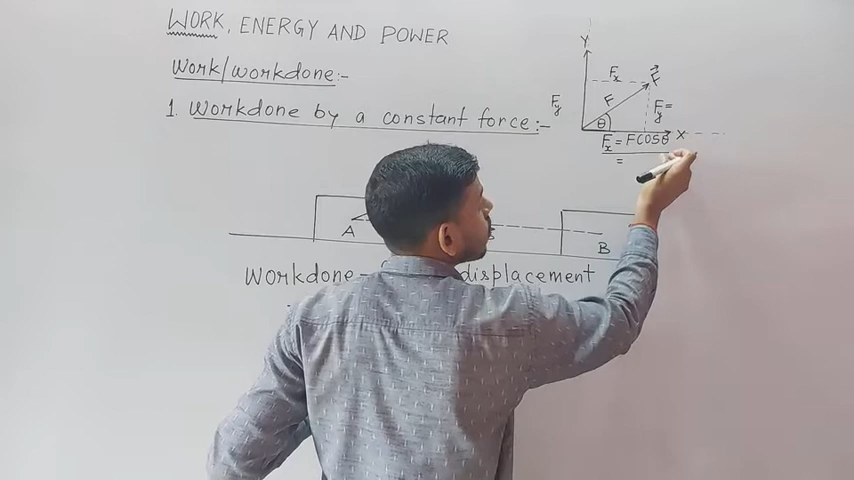 WORK, ENERGY AND POWER
Work/workdone:-
1. Workdone by a constant force:-
Y
Fx
F
F
Fy
Fy =
θ
X
Fx = FCOSθ
=
A
B
Workdone = displacement